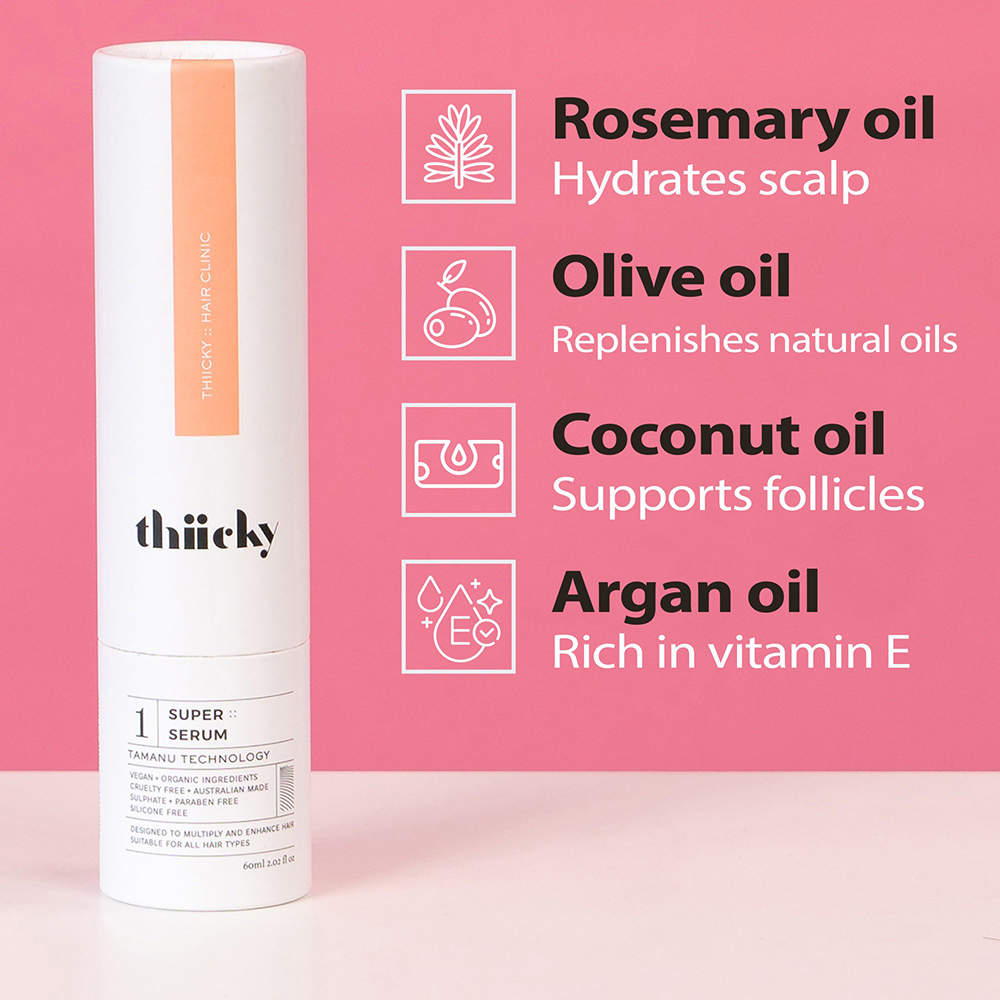 THIICKY :: HAIR CLINIC
thiicky
1
SUPER ::
SERUM
TAMANU TECHNOLOGY
VEGAN + ORGANIC INGREDIENTS
CRUELTY FREE + AUSTRALIAN MADE
SULPHATE + PARABEN FREE
SILICONE FREE
DESIGNED TO MULTIPLY AND ENHANCE HAIR
SUITABLE FOR ALL HAIR TYPES
60ml 2.02 fl oz
Rosemary oil
Hydrates scalp
Olive oil
Replenishes natural oils
Coconut oil
Supports follicles
E
Argan oil
Rich in vitamin E